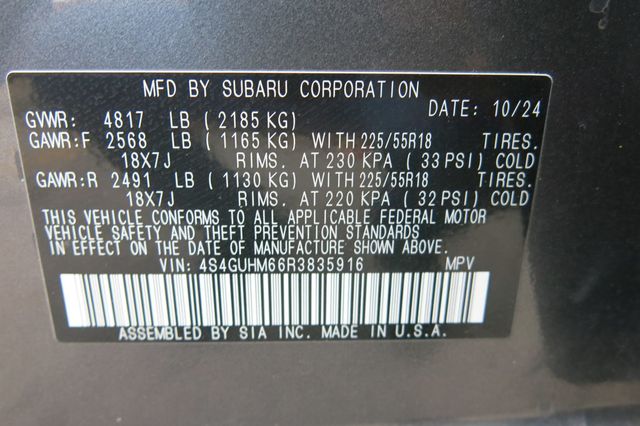 MFD BY SUBARU CORPORATION
DATE: 10/24
GVWR: 4817 LB ( 2185 KG)
GAWR:F 2568 LB ( 1165 KG) WITH 225/55R18 TIRES.
18X7J RIMS. AT 230 KPA ( 33 PSI) COLD
GAWR:R 2491 LB ( 1130 KG) WITH 225/55R18 TIRES.
18X7J RIMS. AT 220 KPA ( 32 PSI) COLD
THIS VEHICLE CONFORMS TO ALL APPLICABLE FEDERAL MOTOR
VEHICLE SAFETY AND THEFT PREVENTION STANDARDS
IN EFFECT ON THE DATE OF MANUFACTURE SHOWN ABOVE.
VIN: 4S4GUHM66R3835916 MPV
ASSEMBLED BY SIA INC. MADE IN U.S.A.